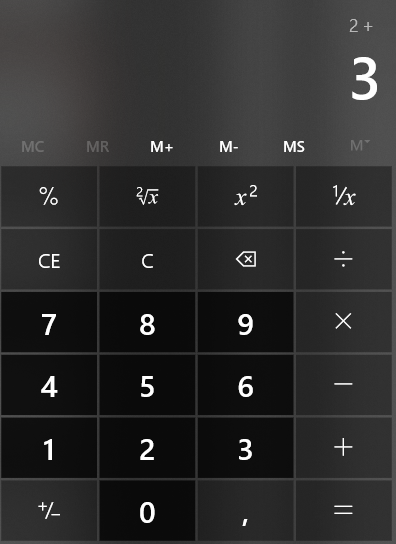 2 +
3
MC MR M+ M- MS M˅
% ²√x x² ¹/x
CE C ⌫ ÷
7 8 9 ×
4 5 6 −
1 2 3 +
+/− 0 , =